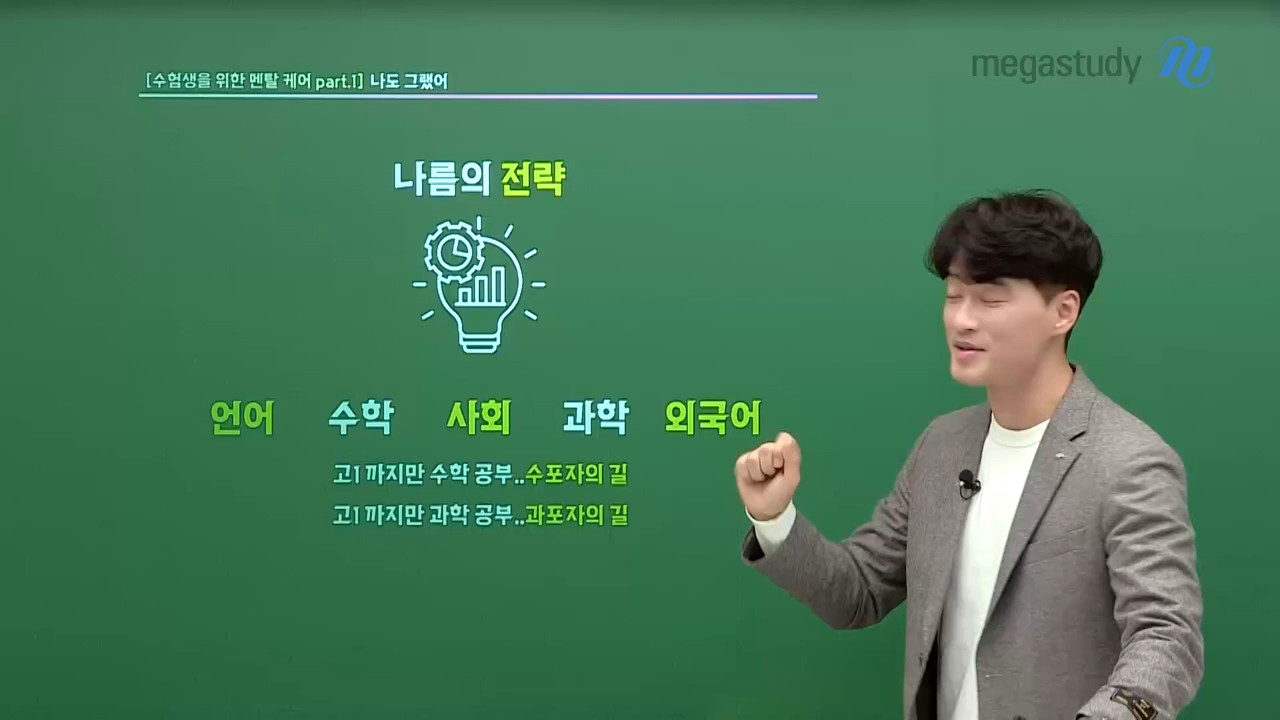 megastudy
[수험생을 위한 멘탈 케어 part.1] 나도 그랬어
나름의 전략
언어 수학 사회 과학 외국어
고1 까지만 수학 공부..수포자의 길
고1 까지만 과학 공부..과포자의 길